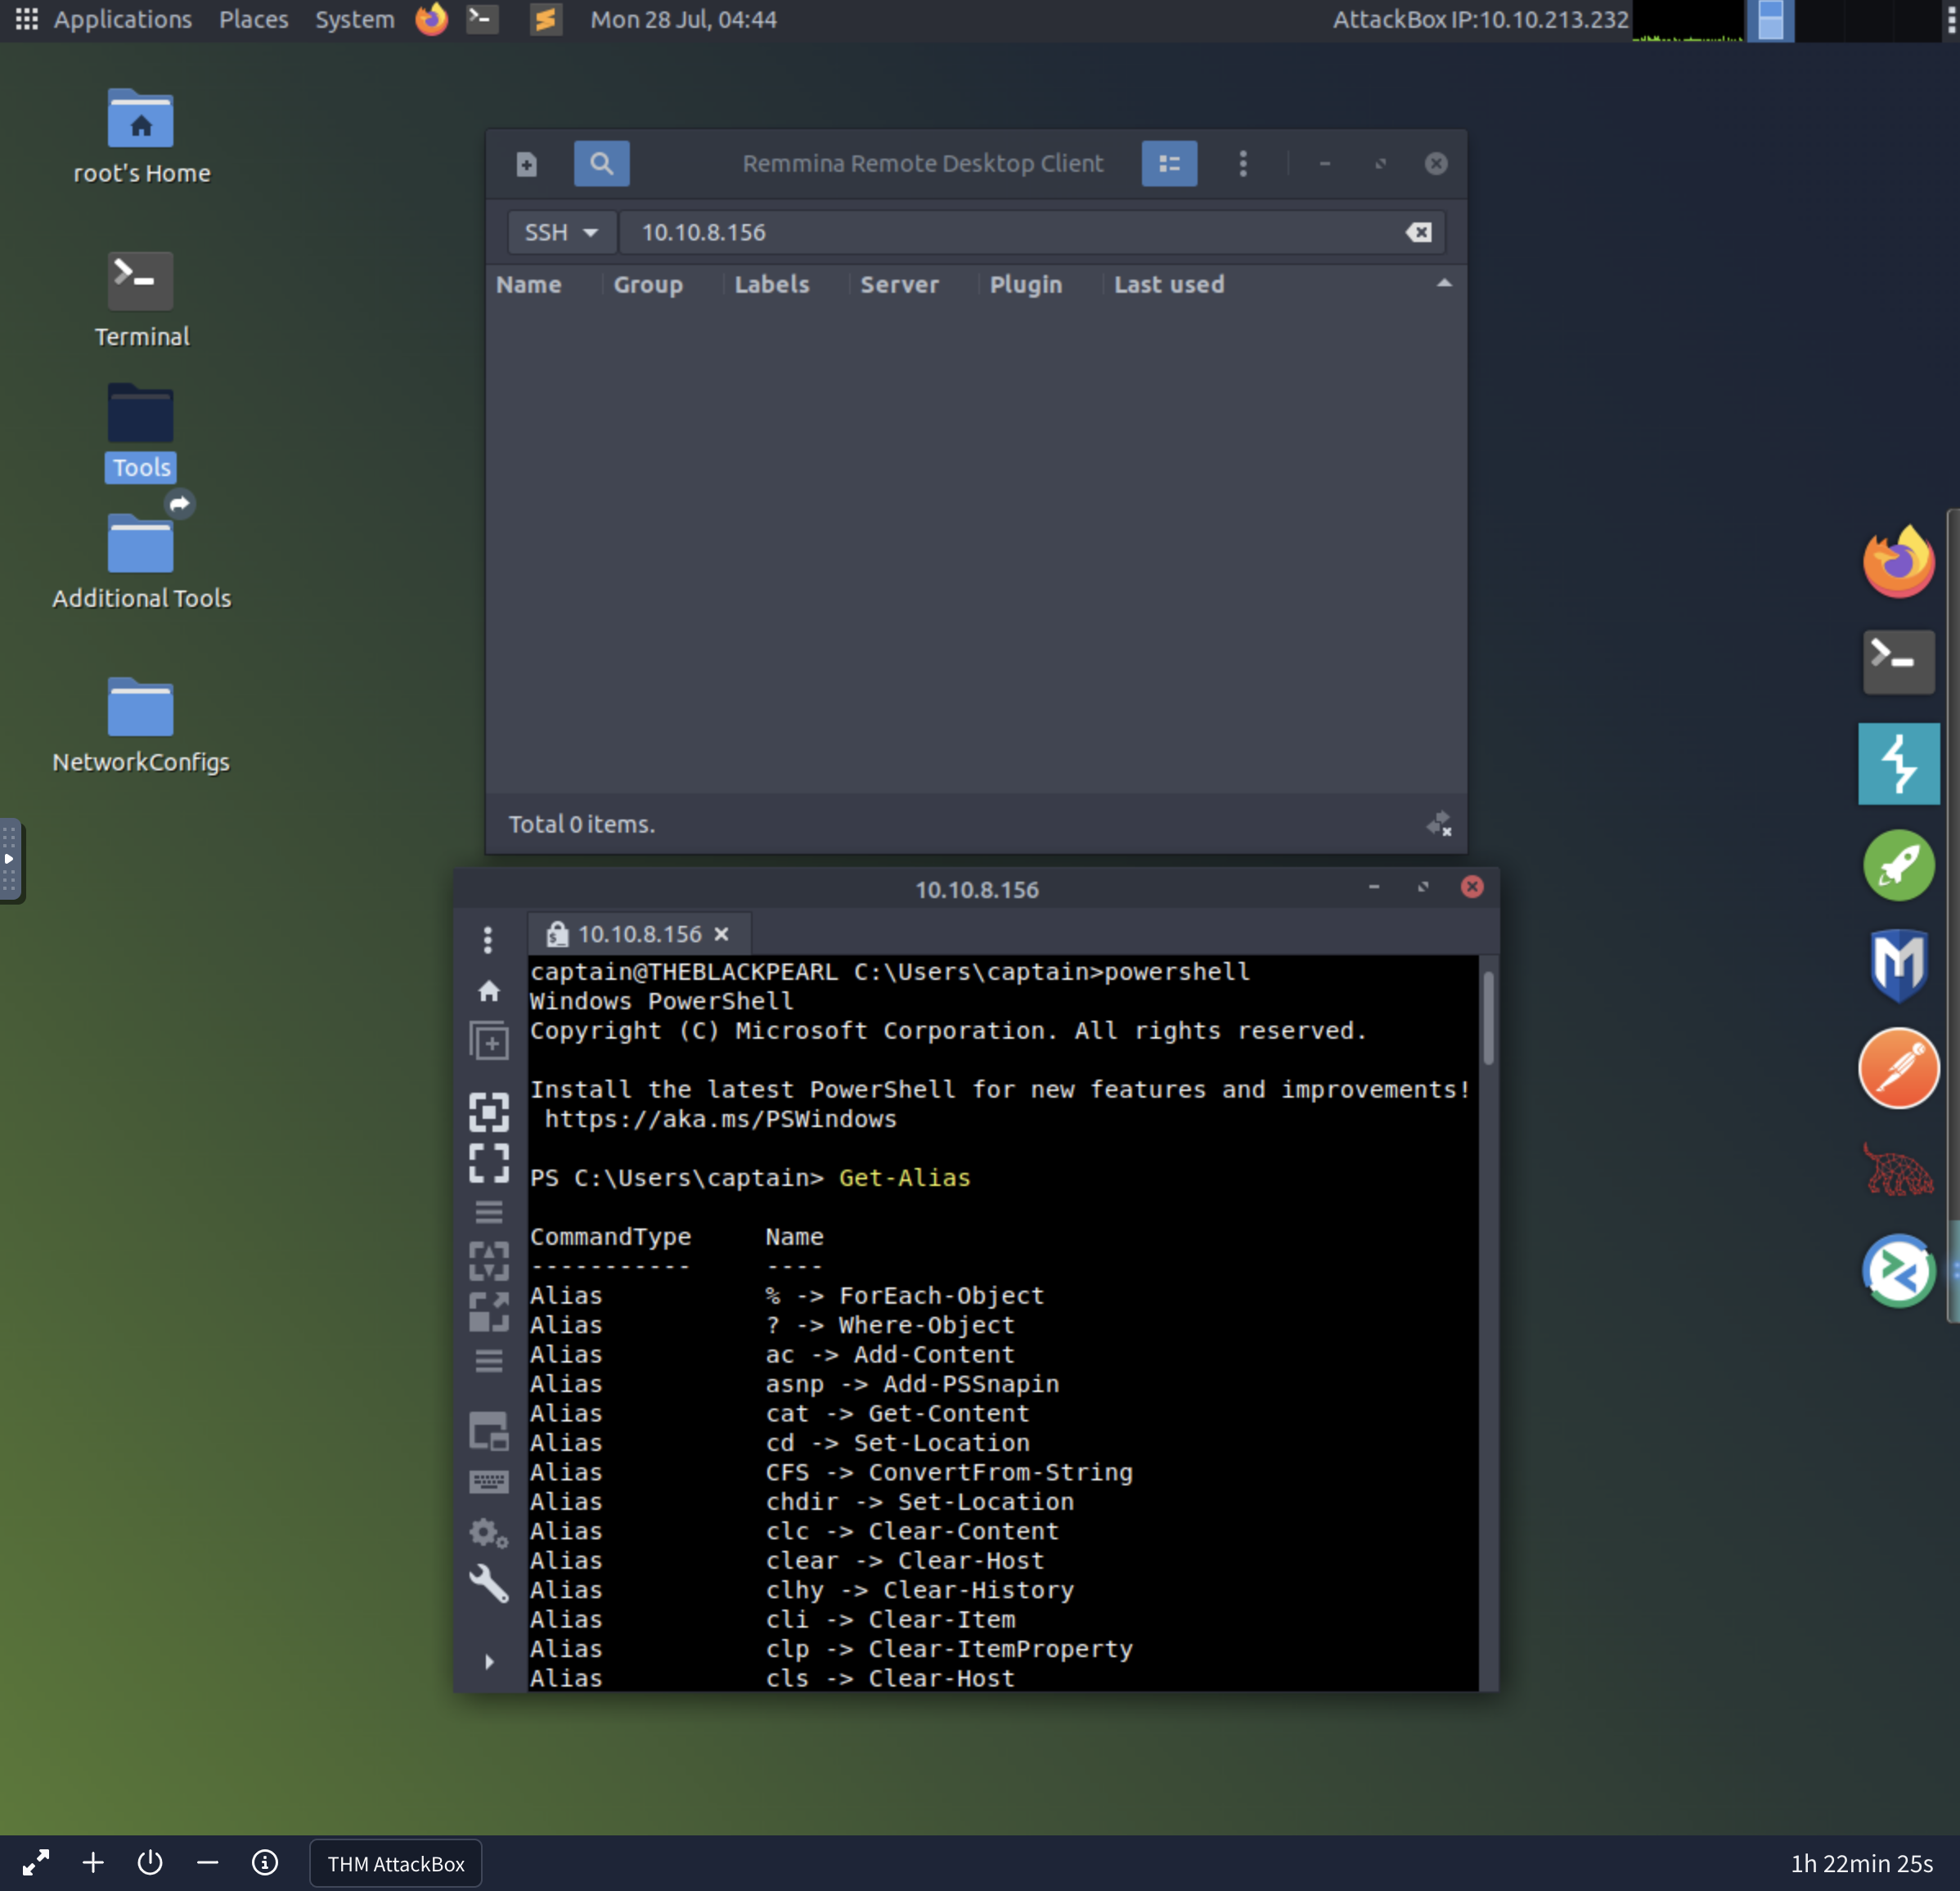 Applications Places System Mon 28 Jul, 04:44 AttackBox IP:10.10.213.232
root's Home
Terminal
Tools
Additional Tools
NetworkConfigs
Remmina Remote Desktop Client
SSH 10.10.8.156
Name Group Labels Server Plugin Last used
Total 0 items.
10.10.8.156
10.10.8.156
captain@THEBLACKPEARL C:\Users\captain>powershell
Windows PowerShell
Copyright (C) Microsoft Corporation. All rights reserved.
Install the latest PowerShell for new features and improvements!
https://aka.ms/PSWindows
PS C:\Users\captain> Get-Alias
CommandType     Name
-----------     ----
Alias           % -> ForEach-Object
Alias           ? -> Where-Object
Alias           ac -> Add-Content
Alias           asnp -> Add-PSSnapin
Alias           cat -> Get-Content
Alias           cd -> Set-Location
Alias           CFS -> ConvertFrom-String
Alias           chdir -> Set-Location
Alias           clc -> Clear-Content
Alias           clear -> Clear-Host
Alias           clhy -> Clear-History
Alias           cli -> Clear-Item
Alias           clp -> Clear-ItemProperty
Alias           cls -> Clear-Host
THM AttackBox 1h 22min 25s